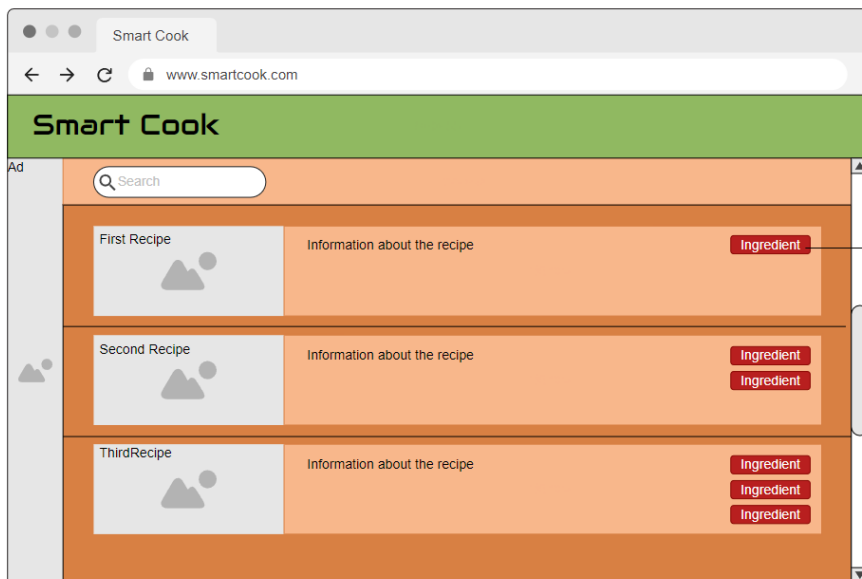 Smart Cook
www.smartcook.com
Smart Cook
Ad
Search
First Recipe
Information about the recipe
Ingredient
Second Recipe
Information about the recipe
Ingredient
Ingredient
ThirdRecipe
Information about the recipe
Ingredient
Ingredient
Ingredient